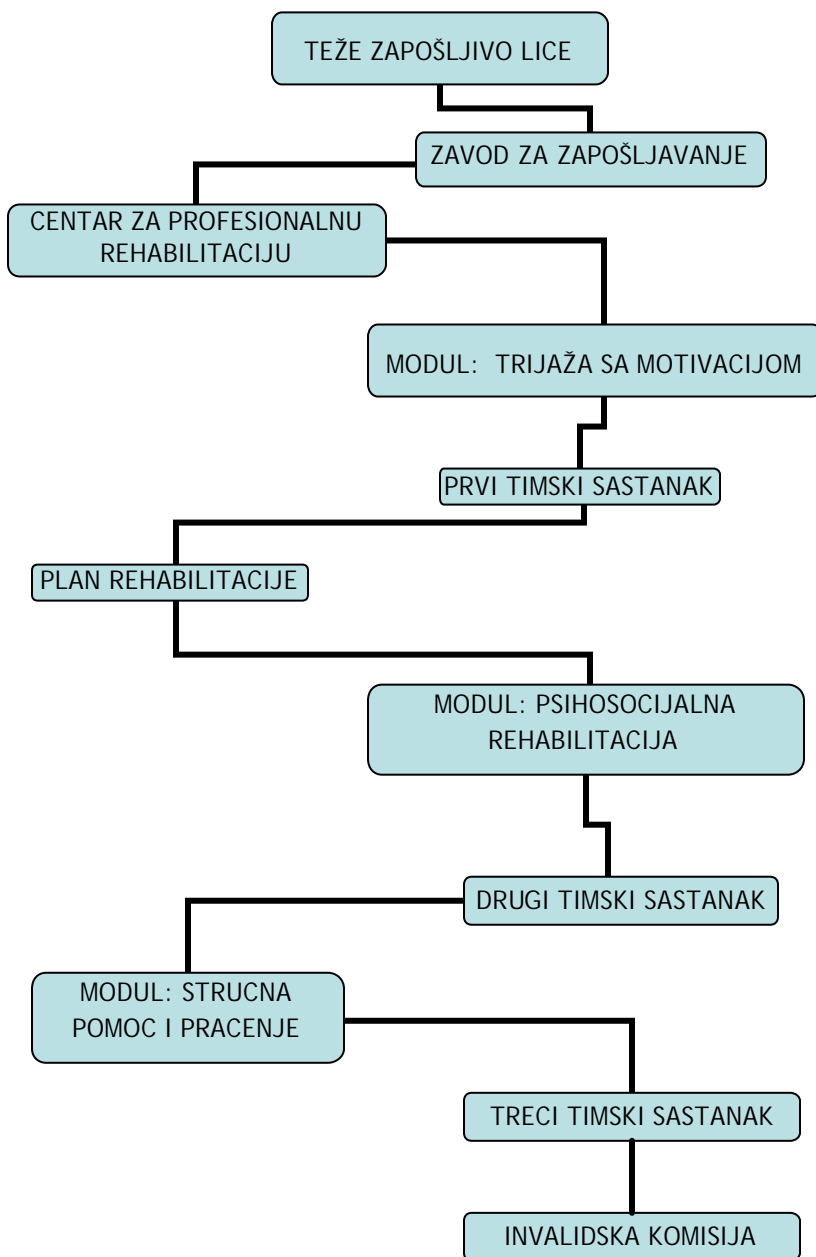 TEŽE ZAPOŠLJIVO LICE
ZAVOD ZA ZAPOŠLJAVANJE
CENTAR ZA PROFESIONALNU
REHABILITACIJU
MODUL: TRIJAŽA SA MOTIVACIJOM
PRVI TIMSKI SASTANAK
PLAN REHABILITACIJE
MODUL: PSIHOSOCIJALNA
REHABILITACIJA
DRUGI TIMSKI SASTANAK
MODUL: STRUCNA
POMOC I PRACENJE
TRECI TIMSKI SASTANAK
INVALIDSKA KOMISIJA